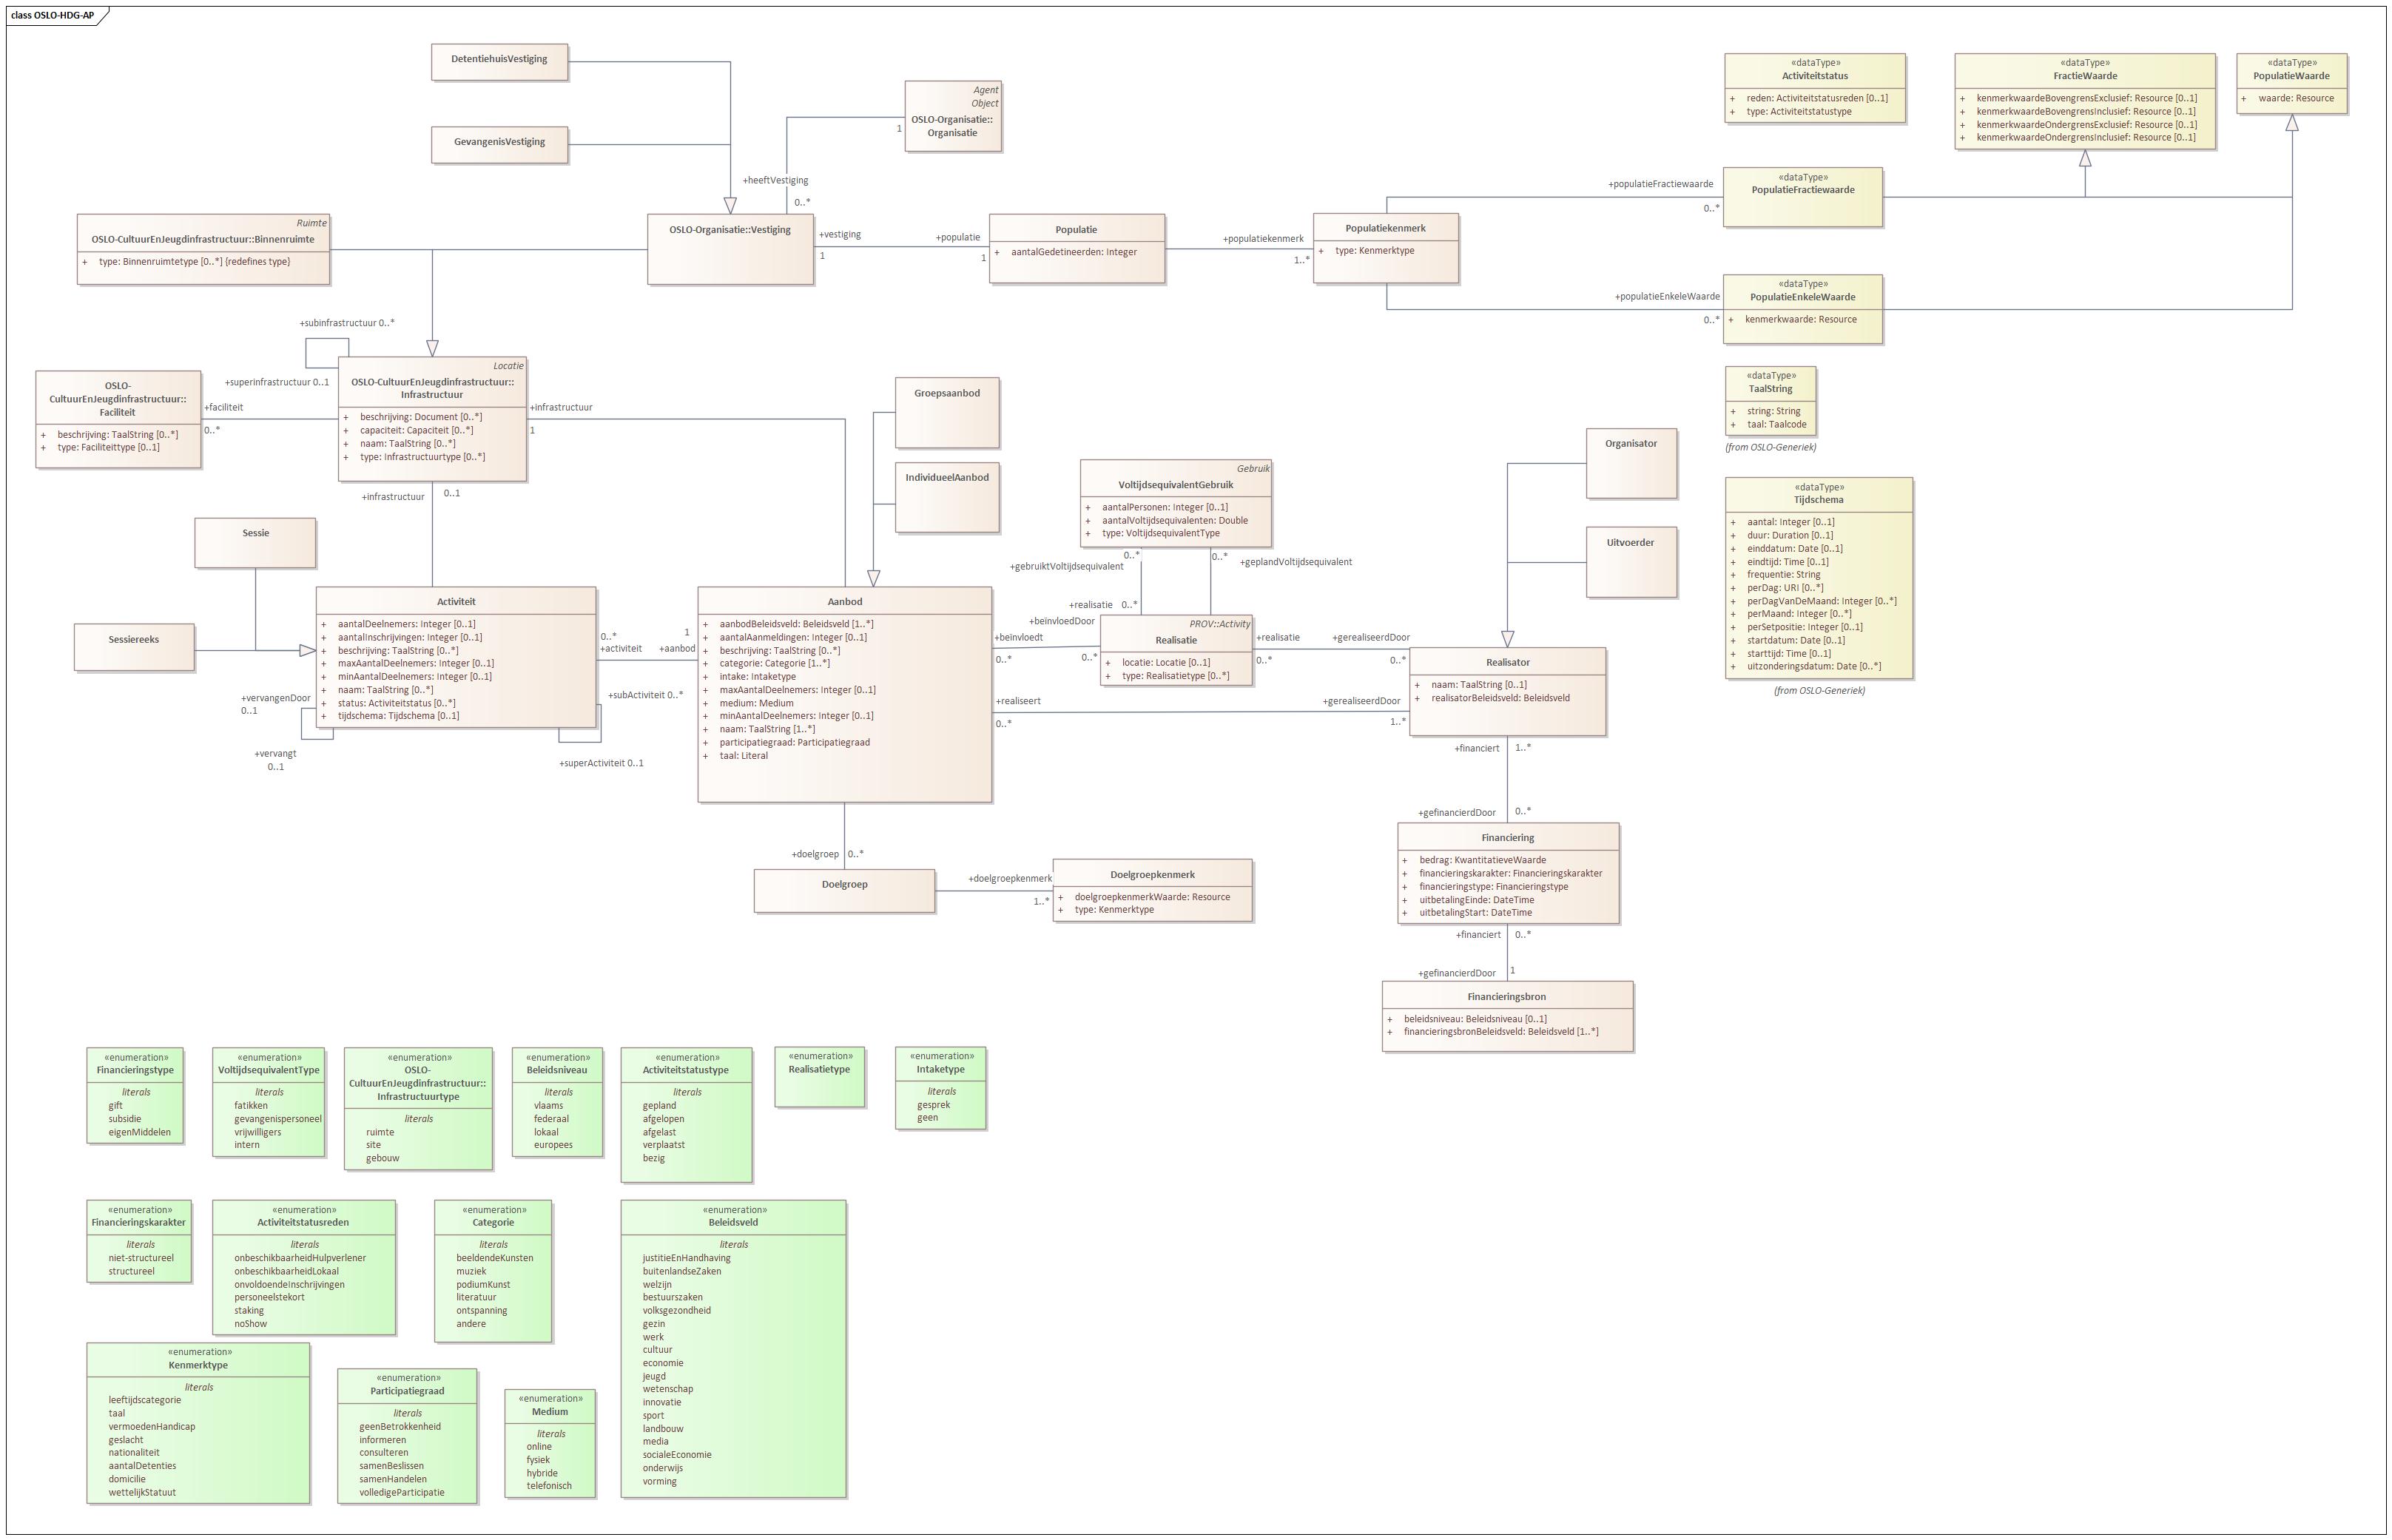 class OSLO-HDG-AP
DetentiehuisVestiging
GevangenisVestiging
Agent
Object
OSLO-Organisatie::
Organisatie
1
+heeftVestiging
0..*
«dataType»
Activiteitstatus
+ reden: Activiteitstatusreden [0..1]
+ type: Activiteitstatustype
«dataType»
FractieWaarde
+ kenmerkwaardeBovengrensExclusief: Resource [0..1]
+ kenmerkwaardeBovengrensInclusief: Resource [0..1]
+ kenmerkwaardeOndergrensExclusief: Resource [0..1]
+ kenmerkwaardeOndergrensInclusief: Resource [0..1]
«dataType»
PopulatieWaarde
+ waarde: Resource
Ruimte
OSLO-CultuurEnJeugdinfrastructuur::Binnenruimte
+ type: Binnenruimtetype [0..*] {redefines type}
OSLO-Organisatie::Vestiging
+vestiging
1
+populatie
1
Populatie
+ aantalGedetineerden: Integer
+populatiekenmerk
1..*
Populatiekenmerk
+ type: Kenmerktype
+populatieFractiewaarde
0..*
«dataType»
PopulatieFractiewaarde
+populatieEnkeleWaarde
0..*
«dataType»
PopulatieEnkeleWaarde
+ kenmerkwaarde: Resource
+subinfrastructuur 0..*
+superinfrastructuur 0..1
OSLO-
CultuurEnJeugdinfrastructuur::
Faciliteit
+ beschrijving: TaalString [0..*]
+ type: Faciliteittype [0..1]
+faciliteit
0..*
Locatie
OSLO-CultuurEnJeugdinfrastructuur::
Infrastructuur
+ beschrijving: Document [0..*]
+ capaciteit: Capaciteit [0..*]
+ naam: TaalString [0..*]
+ type: Infrastructuurtype [0..*]
+infrastructuur
1
+infrastructuur
0..1
Groepsaanbod
IndividueelAanbod
Gebruik
VoltijdsequivalentGebruik
+ aantalPersonen: Integer [0..1]
+ aantalVoltijdsequivalenten: Double
+ type: VoltijdsequivalentType
0..*
+gebruiktVoltijdsequivalent
0..*
+geplandVoltijdsequivalent
Organisator
Uitvoerder
«dataType»
TaalString
+ string: String
+ taal: Taalcode
(from OSLO-Generiek)
«dataType»
Tijdschema
+ aantal: Integer [0..1]
+ duur: Duration [0..1]
+ einddatum: Date [0..1]
+ eindtijd: Time [0..1]
+ frequentie: String
+ perDag: URI [0..*]
+ perDagVanDeMaand: Integer [0..*]
+ perMaand: Integer [0..*]
+ perSetpositie: Integer [0..1]
+ startdatum: Date [0..1]
+ starttijd: Time [0..1]
+ uitzonderingsdatum: Date [0..*]
(from OSLO-Generiek)
Sessie
Sessiereeks
Activiteit
+ aantalDeelnemers: Integer [0..1]
+ aantalInschrijvingen: Integer [0..1]
+ beschrijving: TaalString [0..*]
+ maxAantalDeelnemers: Integer [0..1]
+ minAantalDeelnemers: Integer [0..1]
+ naam: TaalString [0..*]
+ status: Activiteitstatus [0..*]
+ tijdschema: Tijdschema [0..1]
+vervangenDoor
0..1
+vervangt
0..1
0..*
+activiteit
1
+aanbod
+subActiviteit 0..*
+superActiviteit 0..1
Aanbod
+ aanbodBeleidsveld: Beleidsveld [1..*]
+ aantalAanmeldingen: Integer [0..1]
+ beschrijving: TaalString [0..*]
+ categorie: Categorie [1..*]
+ intake: Intaketype
+ maxAantalDeelnemers: Integer [0..1]
+ medium: Medium
+ minAantalDeelnemers: Integer [0..1]
+ naam: TaalString [1..*]
+ participatiegraad: Participatiegraad
+ taal: Literal
+realisatie 0..*
+beïnvloedDoor
+beïnvloedt
0..*
0..*
PROV::Activity
Realisatie
+ locatie: Locatie [0..1]
+ type: Realisatietype [0..*]
+realisatie
0..*
+gerealiseerdDoor
0..*
+realiseert
0..*
+gerealiseerdDoor
1..*
Realisator
+ naam: TaalString [0..1]
+ realisatorBeleidsveld: Beleidsveld
+financiert 1..*
+gefinancierdDoor 0..*
Financiering
+ bedrag: KwantitatieveWaarde
+ financieringskarakter: Financieringskarakter
+ financieringstype: Financieringstype
+ uitbetalingEinde: DateTime
+ uitbetalingStart: DateTime
+financiert 0..*
+gefinancierdDoor 1
Financieringsbron
+ beleidsniveau: Beleidsniveau [0..1]
+ financieringsbronBeleidsveld: Beleidsveld [1..*]
+doelgroep 0..*
Doelgroep
+doelgroepkenmerk
1..*
Doelgroepkenmerk
+ doelgroepkenmerkWaarde: Resource
+ type: Kenmerktype
«enumeration»
Financieringstype
literals
gift
subsidie
eigenMiddelen
«enumeration»
VoltijdsequivalentType
literals
fatikken
gevangenispersoneel
vrijwilligers
intern
«enumeration»
OSLO-
CultuurEnJeugdinfrastructuur::
Infrastructuurtype
literals
ruimte
site
gebouw
«enumeration»
Beleidsniveau
literals
vlaams
federaal
lokaal
europees
«enumeration»
Activiteitstatustype
literals
gepland
afgelopen
afgelast
verplaatst
bezig
«enumeration»
Realisatietype
«enumeration»
Intaketype
literals
gesprek
geen
«enumeration»
Financieringskarakter
literals
niet-structureel
structureel
«enumeration»
Activiteitstatusreden
literals
onbeschikbaarheidHulpverlener
onbeschikbaarheidLokaal
onvoldoendeInschrijvingen
personeelstekort
staking
noShow
«enumeration»
Categorie
literals
beeldendeKunsten
muziek
podiumKunst
literatuur
ontspanning
andere
«enumeration»
Beleidsveld
literals
justitieEnHandhaving
buitenlandseZaken
welzijn
bestuurszaken
volksgezondheid
gezin
werk
cultuur
economie
jeugd
wetenschap
innovatie
sport
landbouw
media
socialeEconomie
onderwijs
vorming
«enumeration»
Kenmerktype
literals
leeftijdscategorie
taal
vermoedenHandicap
geslacht
nationaliteit
aantalDetenties
domicilie
wettelijkStatuut
«enumeration»
Participatiegraad
literals
geenBetrokkenheid
informeren
consulteren
samenBeslissen
samenHandelen
volledigeParticipatie
«enumeration»
Medium
literals
online
fysiek
hybride
telefonisch